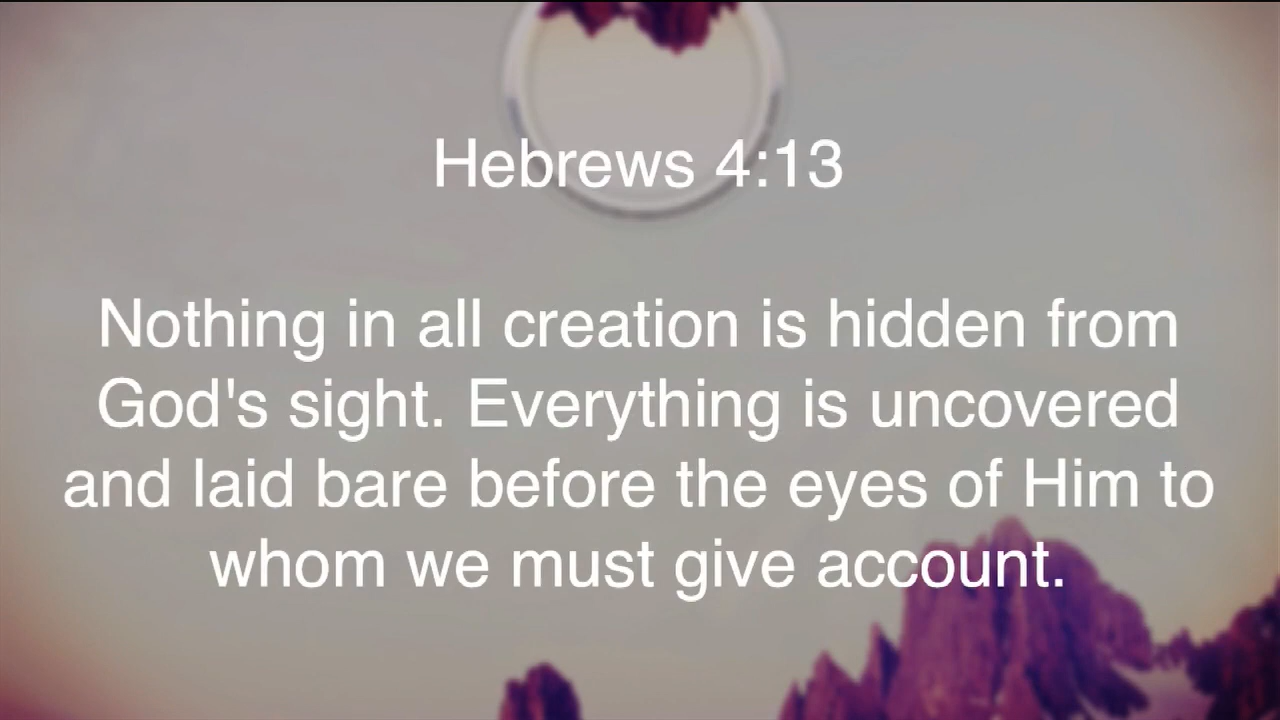 Hebrews 4:13
Nothing in all creation is hidden from
God's sight. Everything is uncovered
and laid bare before the eyes of Him to
whom we must give account.